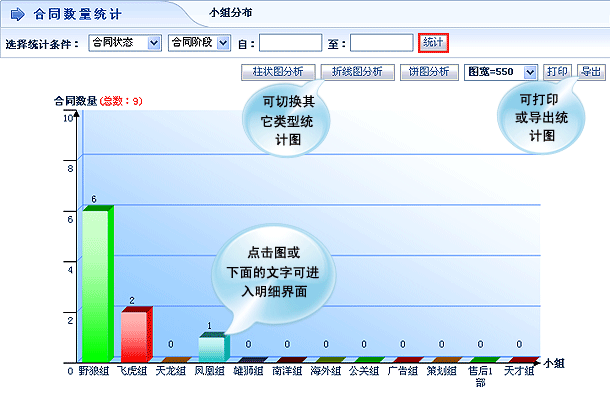 合同数量统计
小组分布
选择统计条件： 合同状态 合同阶段 自： 至： 统计
柱状图分析 折线图分析 饼图分析 图宽=550 打印 导出
可切换其
它类型统
计图
可打印
或导出统
计图
合同数量(总数：9)
10
8
6
4
2
0
6
2
0
1
0
0
0
0
0
0
0
0
点击图或
下面的文字可进
入明细界面
小组
野狼组 飞虎组 天龙组 凤凰组 雄狮组 南洋组 海外组 公关组 广告组 策划组 售后1 天才组
部